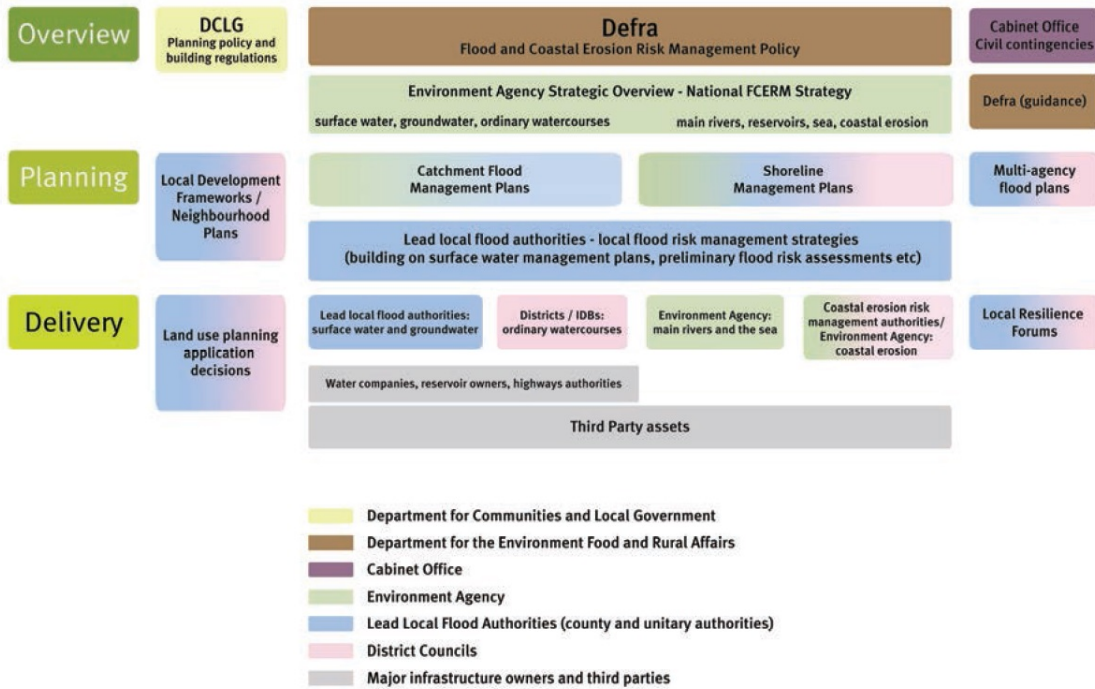 Overview
DCLG
Planning policy and
building regulations
Defra
Flood and Coastal Erosion Risk Management Policy
Cabinet Office
Civil contingencies
Environment Agency Strategic Overview - National FCERM Strategy
surface water, groundwater, ordinary watercourses
main rivers, reservoirs, sea, coastal erosion
Defra (guidance)
Planning
Local Development
Frameworks /
Neighbourhood
Plans
Catchment Flood
Management Plans
Shoreline
Management Plans
Multi-agency
flood plans
Lead local flood authorities - local flood risk management strategies
(building on surface water management plans, preliminary flood risk assessments etc)
Delivery
Land use planning
application
decisions
Lead local flood authorities:
surface water and groundwater
Districts / IDBs:
ordinary watercourses
Environment Agency:
main rivers and the sea
Coastal erosion risk
management authorities/
Environment Agency:
coastal erosion
Local Resilience
Forums
Water companies, reservoir owners, highways authorities
Third Party assets
Department for Communities and Local Government
Department for the Environment Food and Rural Affairs
Cabinet Office
Environment Agency
Lead Local Flood Authorities (county and unitary authorities)
District Councils
Major infrastructure owners and third parties